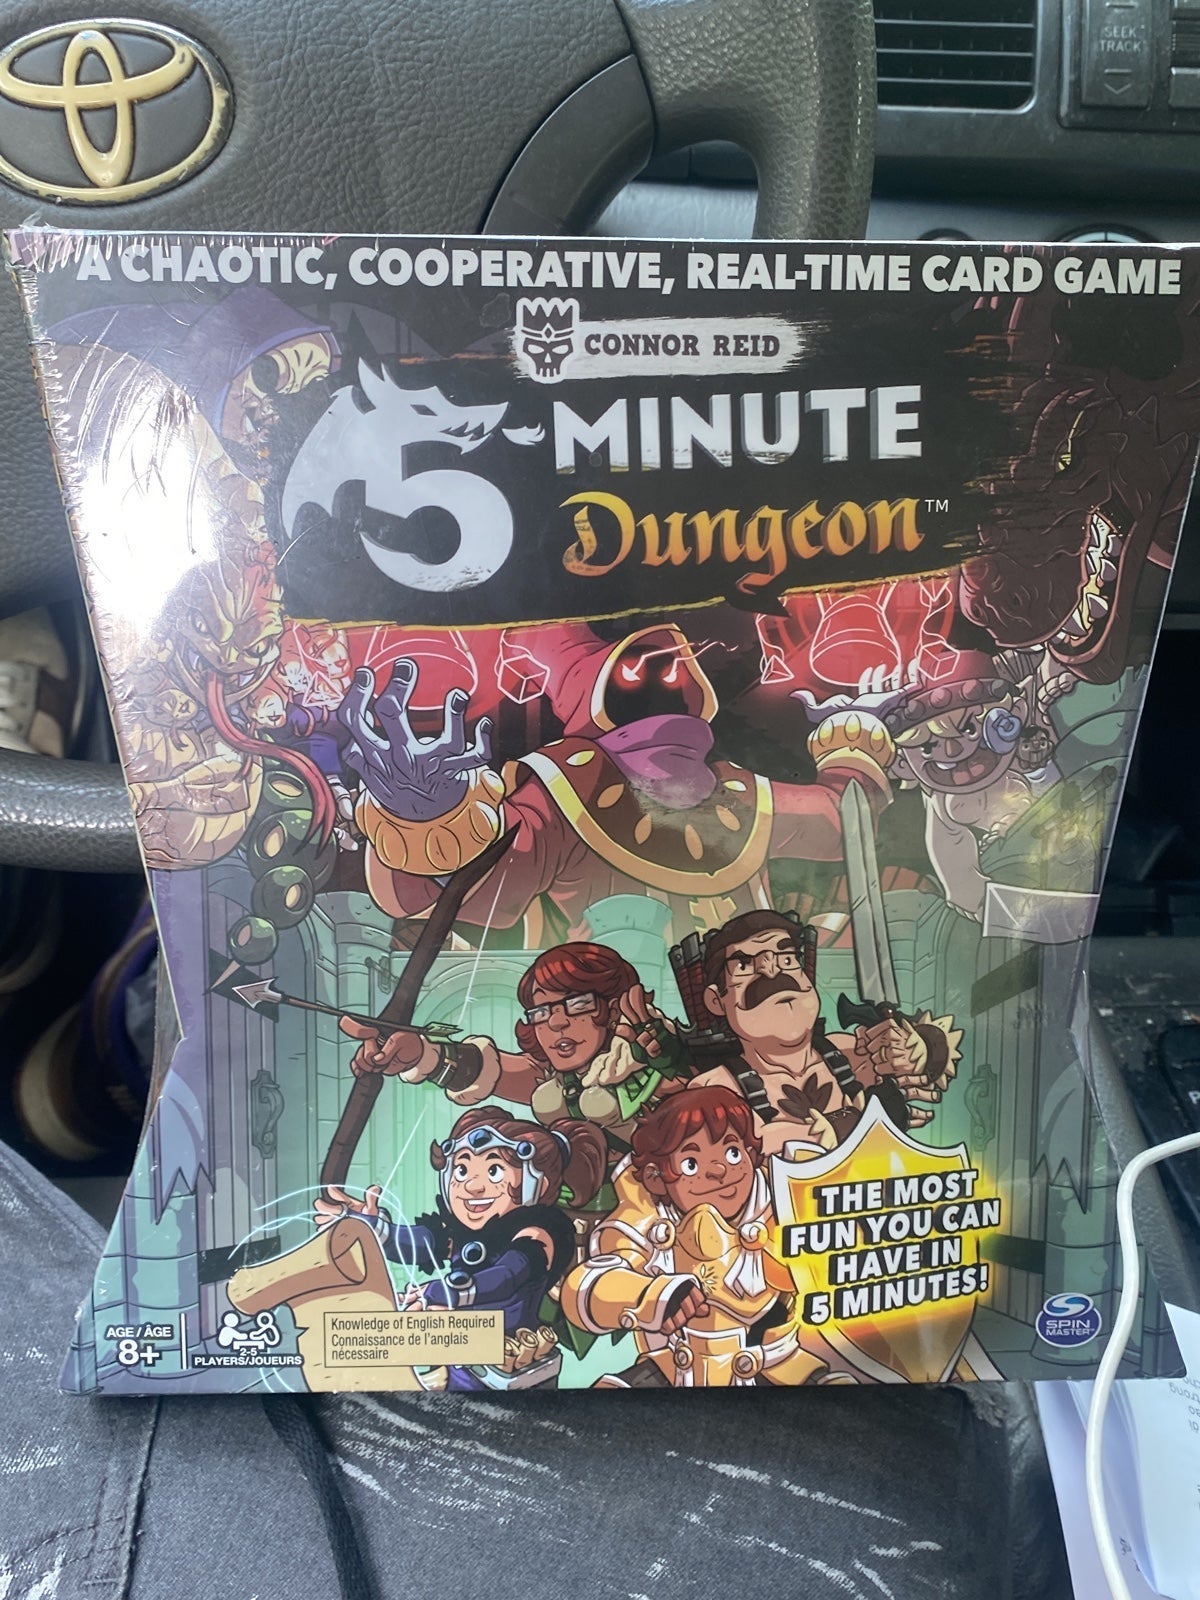 SEEK
TRACK
A CHAOTIC, COOPERATIVE, REAL-TIME CARD GAME
CONNOR REID
5-MINUTE
Dungeon™
THE MOST
FUN YOU CAN
HAVE IN
5 MINUTES!
AGE / ÂGE
8+
2-5
PLAYERS/JOUEURS
Knowledge of English Required
Connaissance de l'anglais
nécessaire
SPIN
MASTER™